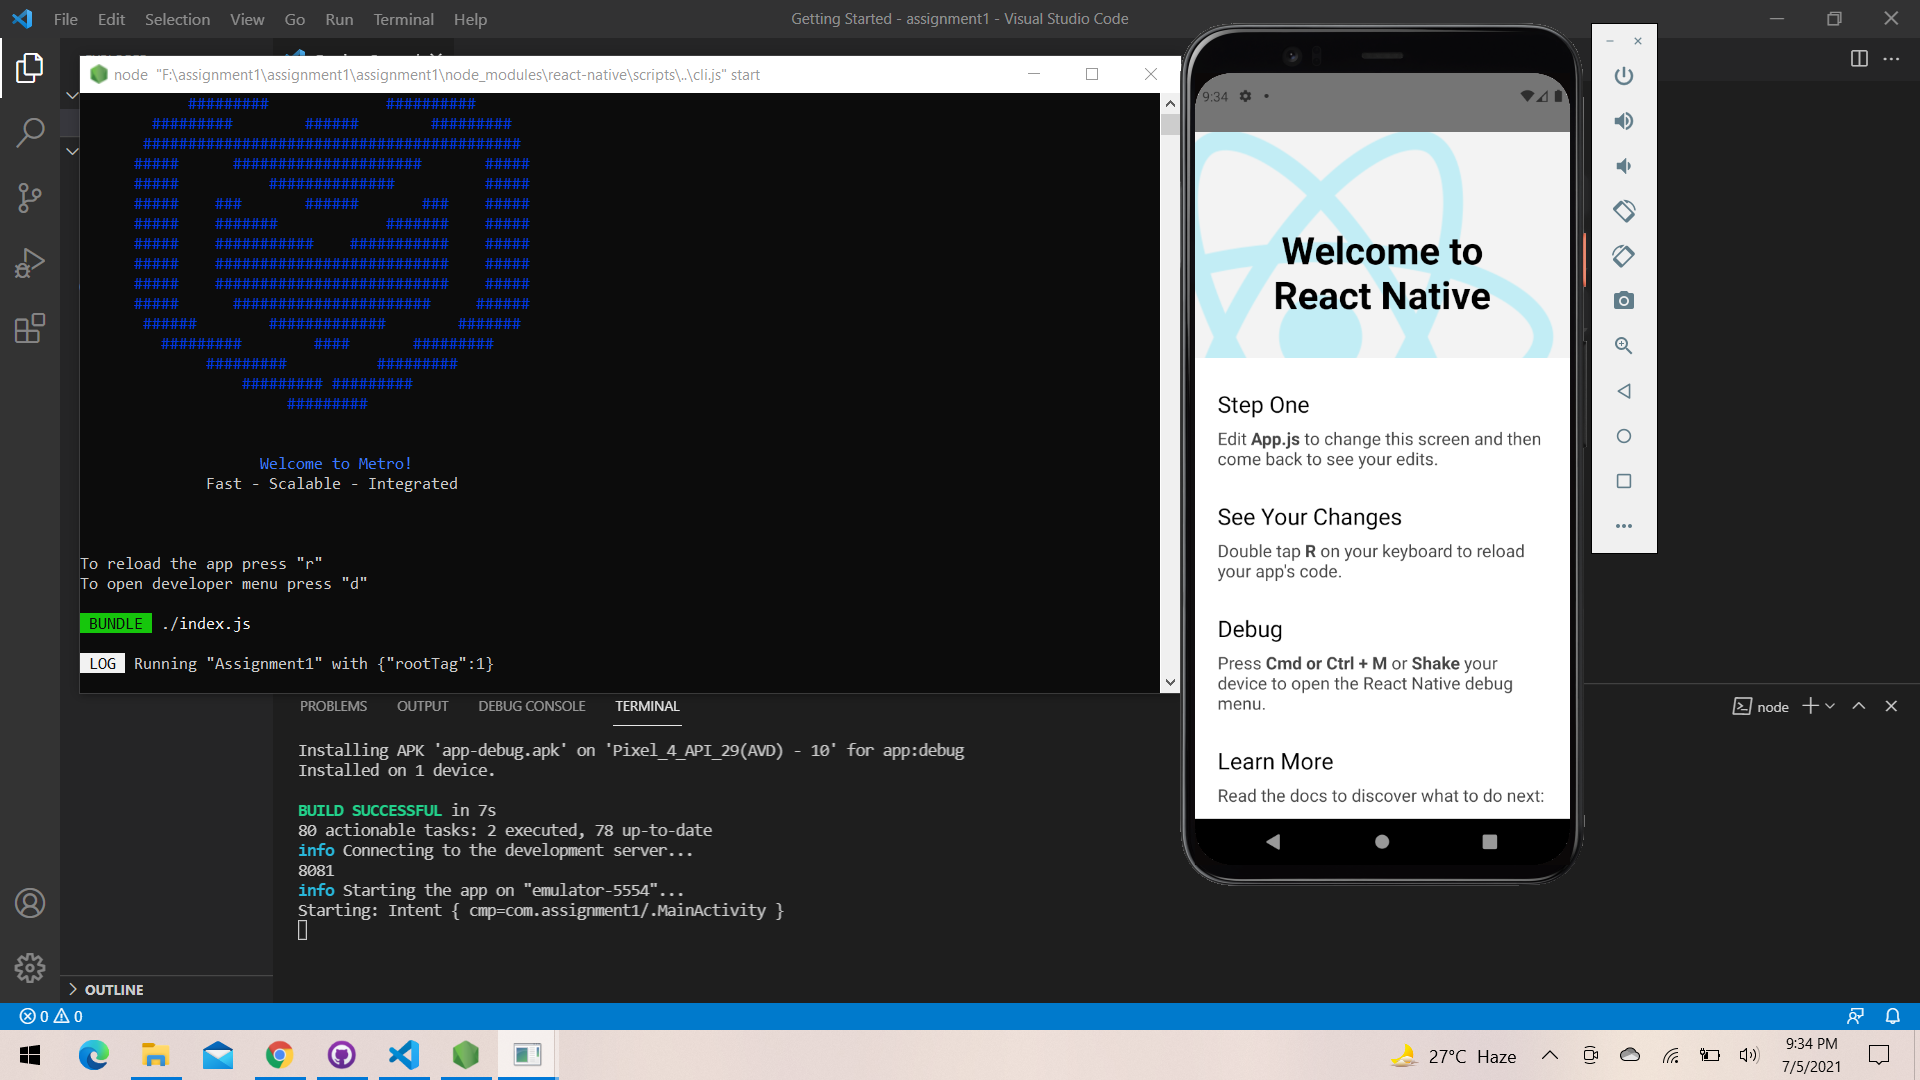 File Edit Selection View Go Run Terminal Help
Getting Started - assignment1 - Visual Studio Code
node "F:\assignment1\assignment1\assignment1\node_modules\react-native\scripts\..\cli.js" start
Welcome to Metro!
Fast - Scalable - Integrated
To reload the app press "r"
To open developer menu press "d"
BUNDLE ./index.js
LOG Running "Assignment1" with {"rootTag":1}
PROBLEMS OUTPUT DEBUG CONSOLE TERMINAL
node
Installing APK 'app-debug.apk' on 'Pixel_4_API_29(AVD) - 10' for app:debug
Installed on 1 device.
BUILD SUCCESSFUL in 7s
80 actionable tasks: 2 executed, 78 up-to-date
info Connecting to the development server...
8081
info Starting the app on "emulator-5554"...
Starting: Intent { cmp=com.assignment1/.MainActivity }
OUTLINE
0 0
9:34
Welcome to
React Native
Step One
Edit App.js to change this screen and then
come back to see your edits.
See Your Changes
Double tap R on your keyboard to reload
your app's code.
Debug
Press Cmd or Ctrl + M or Shake your
device to open the React Native debug
menu.
Learn More
Read the docs to discover what to do next:
27°C Haze
9:34 PM
7/5/2021